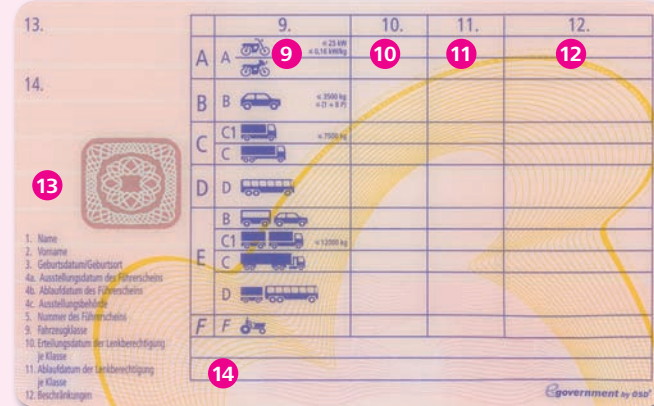 13.
14.
13
1. Name
2. Vorname
3. Geburtsdatum/Geburtsort
4a. Ausstellungsdatum des Führerscheins
4b. Ablaufdatum des Führerscheins
4c. Ausstellungsbehörde
5. Nummer des Führerscheins
9. Fahrzeugklasse
10. Erteilungsdatum der Lenkberechtigung
je Klasse
11. Ablaufdatum der Lenkberechtigung
je Klasse
12. Beschränkungen
9. 10. 11. 12.
A A ≤ 25 kW
≤ 0,16 kW/kg
9 10 11 12
B B ≤ 3500 kg
≤ (1 + 8 P)
C C1 ≤ 7500 kg
C
D D
E B
C1 ≤ 12000 kg
C
D
F F
14
egovernment by ösd